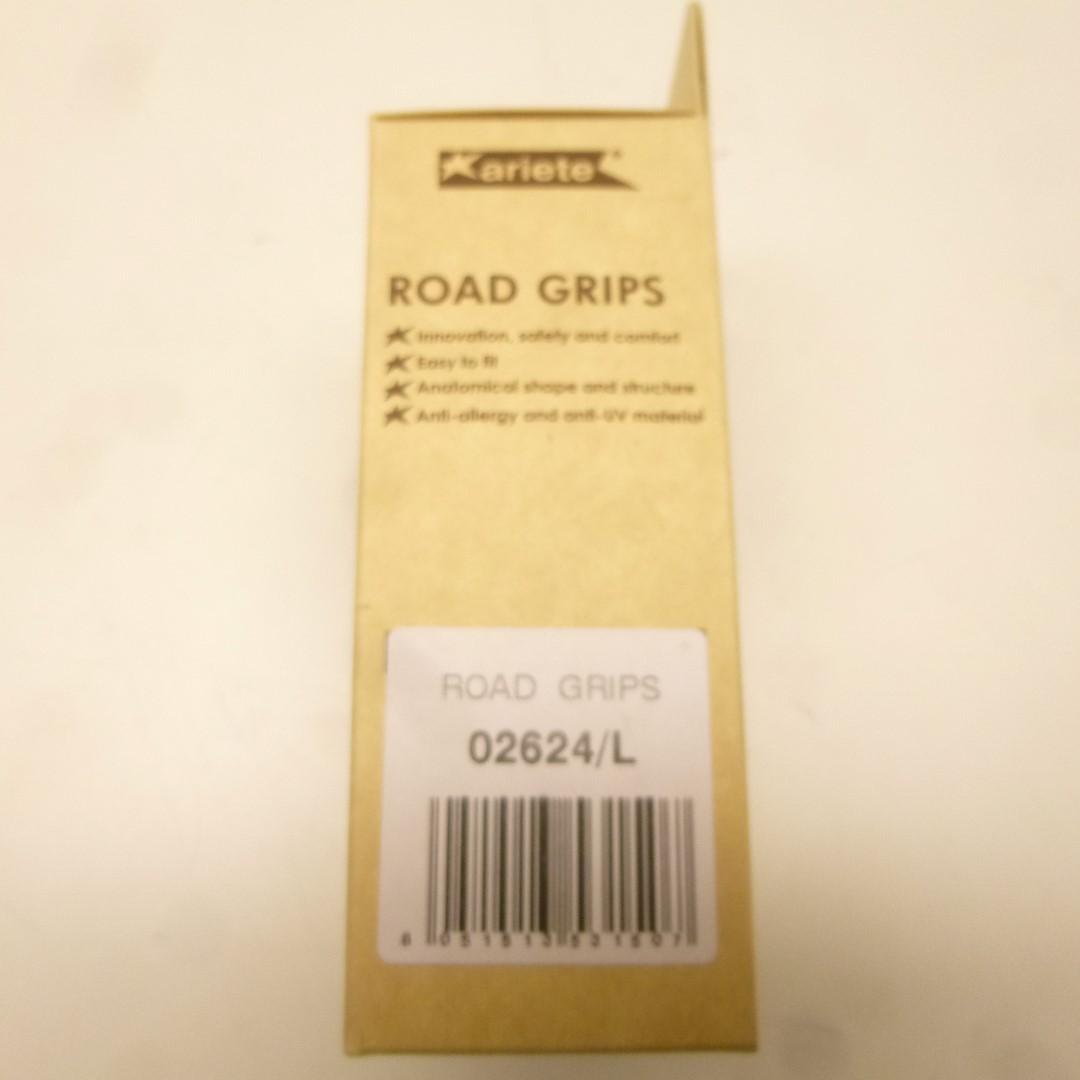 ariete
ROAD GRIPS
Innovation, safety and comfort
Easy to fit
Anatomical shape and structure
Anti-allergy and anti-UV material
ROAD GRIPS
02624/L